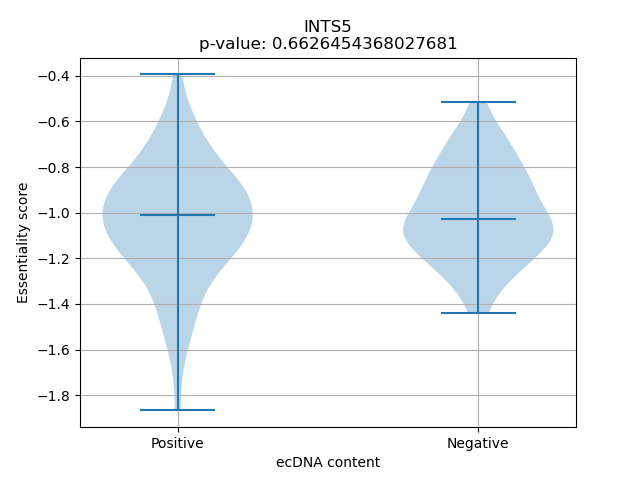 INTS5
p-value: 0.6626454368027681
Essentiality score
−0.4
−0.6
−0.8
−1.0
−1.2
−1.4
−1.6
−1.8
Positive
Negative
ecDNA content